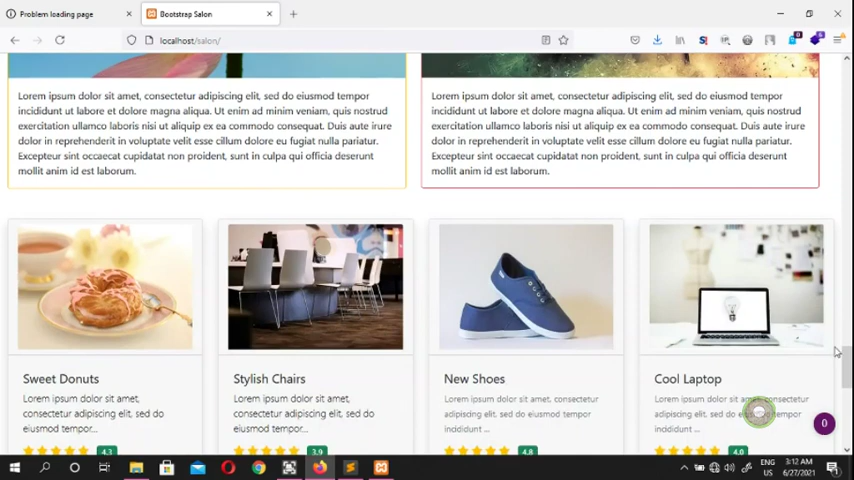 Problem loading page
Bootstrap Salon
localhost/salon/
Lorem ipsum dolor sit amet, consectetur adipisicing elit, sed do eiusmod tempor
incididunt ut labore et dolore magna aliqua. Ut enim ad minim veniam, quis nostrud
exercitation ullamco laboris nisi ut aliquip ex ea commodo consequat. Duis aute irure
dolor in reprehenderit in voluptate velit esse cillum dolore eu fugiat nulla pariatur.
Excepteur sint occaecat cupidatat non proident, sunt in culpa qui officia deserunt
mollit anim id est laborum.
Lorem ipsum dolor sit amet, consectetur adipisicing elit, sed do eiusmod tempor
incididunt ut labore et dolore magna aliqua. Ut enim ad minim veniam, quis nostrud
exercitation ullamco laboris nisi ut aliquip ex ea commodo consequat. Duis aute irure
dolor in reprehenderit in voluptate velit esse cillum dolore eu fugiat nulla pariatur.
Excepteur sint occaecat cupidatat non proident, sunt in culpa qui officia deserunt
mollit anim id est laborum.
Sweet Donuts
Lorem ipsum dolor sit amet,
consectetur adipisicing elit, sed do
eiusmod tempor...
4.3
Stylish Chairs
Lorem ipsum dolor sit amet,
consectetur adipisicing elit, sed do
eiusmod tempor...
3.9
New Shoes
Lorem ipsum dolor sit amet, consectetur
adipisicing elit, sed do eiusmod tempor
incididunt ...
4.8
Cool Laptop
Lorem ipsum dolor sit amet, consectetur
adipisicing elit, sed do eiusmod tempor
incididunt ...
4.0
0
ENG
US
3:12 AM
6/27/2021